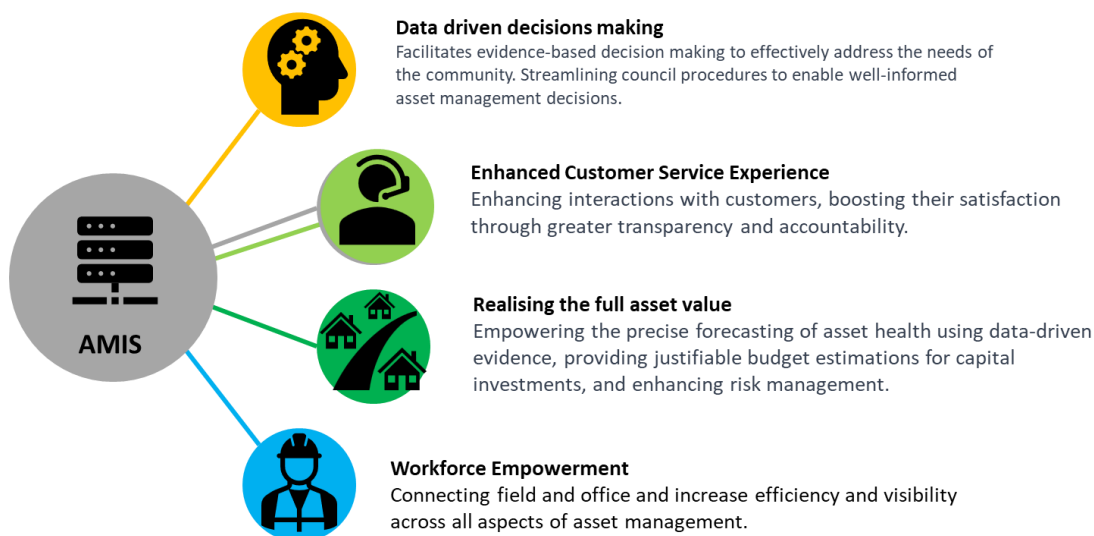 Data driven decisions making
Facilitates evidence-based decision making to effectively address the needs of
the community. Streamlining council procedures to enable well-informed
asset management decisions.
Enhanced Customer Service Experience
Enhancing interactions with customers, boosting their satisfaction
through greater transparency and accountability.
AMIS
Realising the full asset value
Empowering the precise forecasting of asset health using data-driven
evidence, providing justifiable budget estimations for capital
investments, and enhancing risk management.
Workforce Empowerment
Connecting field and office and increase efficiency and visibility
across all aspects of asset management.